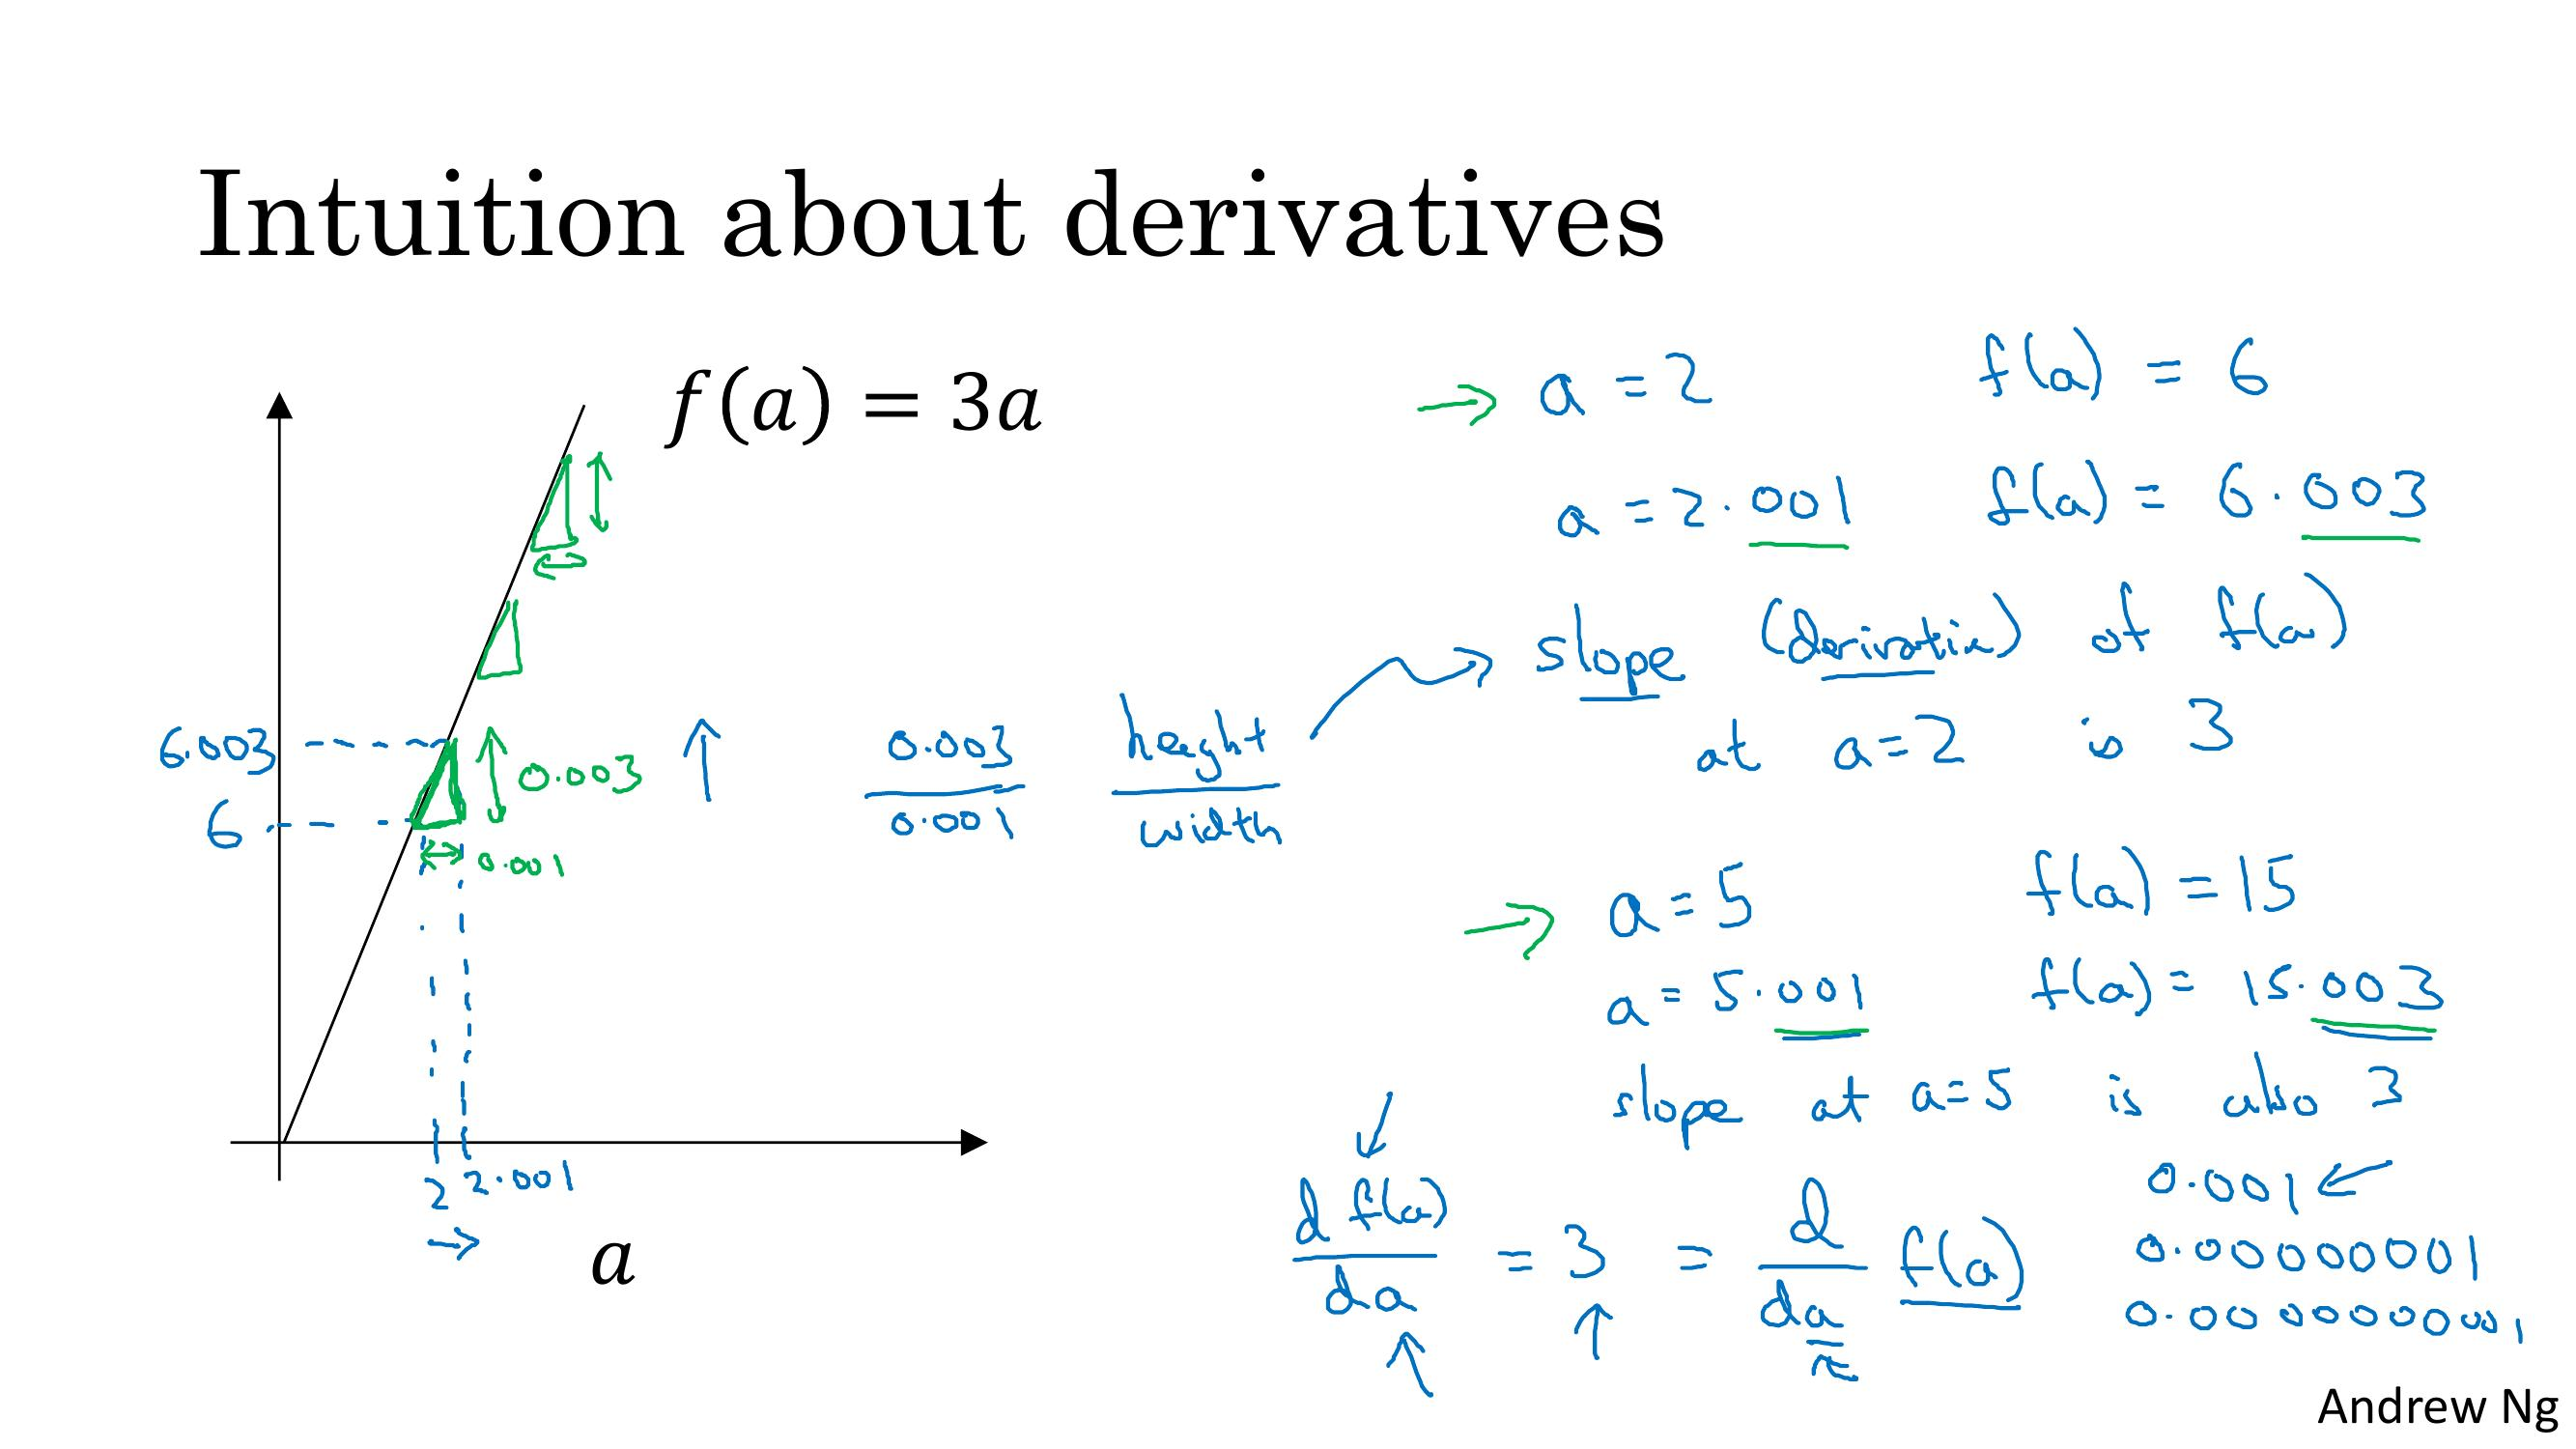 Intuition about derivatives
f(a) = 3a
6.003
6
0.003
0.001
2
2.001
a
0.003 / 0.001
height / width
→ a = 2 f(a) = 6
a = 2.001 f(a) = 6.003
slope (derivative) of f(a)
at a=2 is 3
→ a = 5 f(a) = 15
a = 5.001 f(a) = 15.003
slope at a=5 is also 3
d f(a) / da = 3 = d / da f(a)
0.001 ←
0.00000001
0.0000000001
Andrew Ng